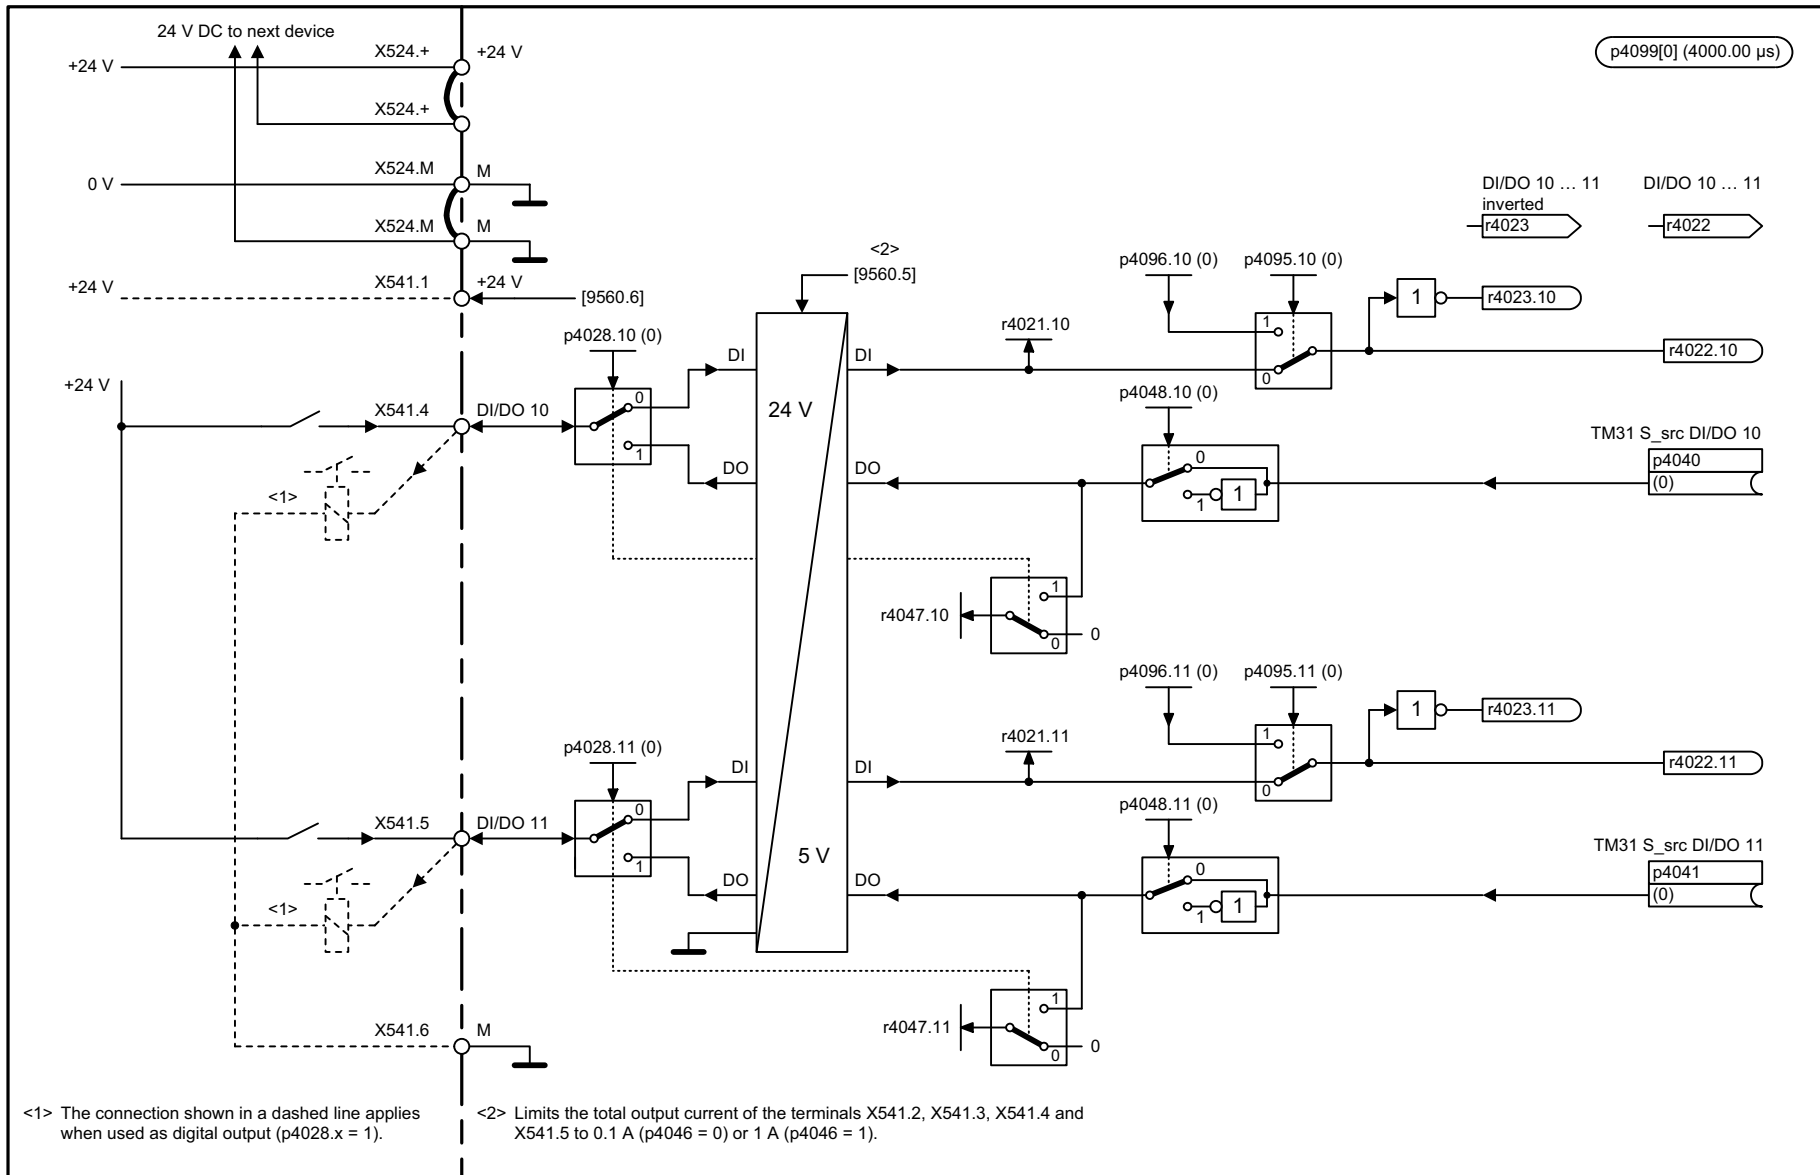 24 V DC to next device
X524.+
+24 V
+24 V
p4099[0] (4000.00 µs)
X524.+
X524.M
M
0 V
X524.M
M
DI/DO 10 … 11
inverted
r4023
DI/DO 10 … 11
r4022
<2>
[9560.5]
+24 V
X541.1
+24 V
[9560.6]
p4096.10 (0)
p4095.10 (0)
1
r4023.10
r4021.10
1
0
r4022.10
p4028.10 (0)
DI
DI
+24 V
X541.4
DI/DO 10
0
1
24 V
p4048.10 (0)
DO
DO
0
1
1
TM31 S_src DI/DO 10
p4040
(0)
<1>
r4047.10
1
0
0
p4096.11 (0)
p4095.11 (0)
1
r4023.11
r4021.11
1
0
r4022.11
p4028.11 (0)
DI
DI
X541.5
DI/DO 11
0
1
5 V
p4048.11 (0)
DO
DO
0
1
1
TM31 S_src DI/DO 11
p4041
(0)
<1>
r4047.11
1
0
0
X541.6
M
<1> The connection shown in a dashed line applies
when used as digital output (p4028.x = 1).
<2> Limits the total output current of the terminals X541.2, X541.3, X541.4 and
X541.5 to 0.1 A (p4046 = 0) or 1 A (p4046 = 1).